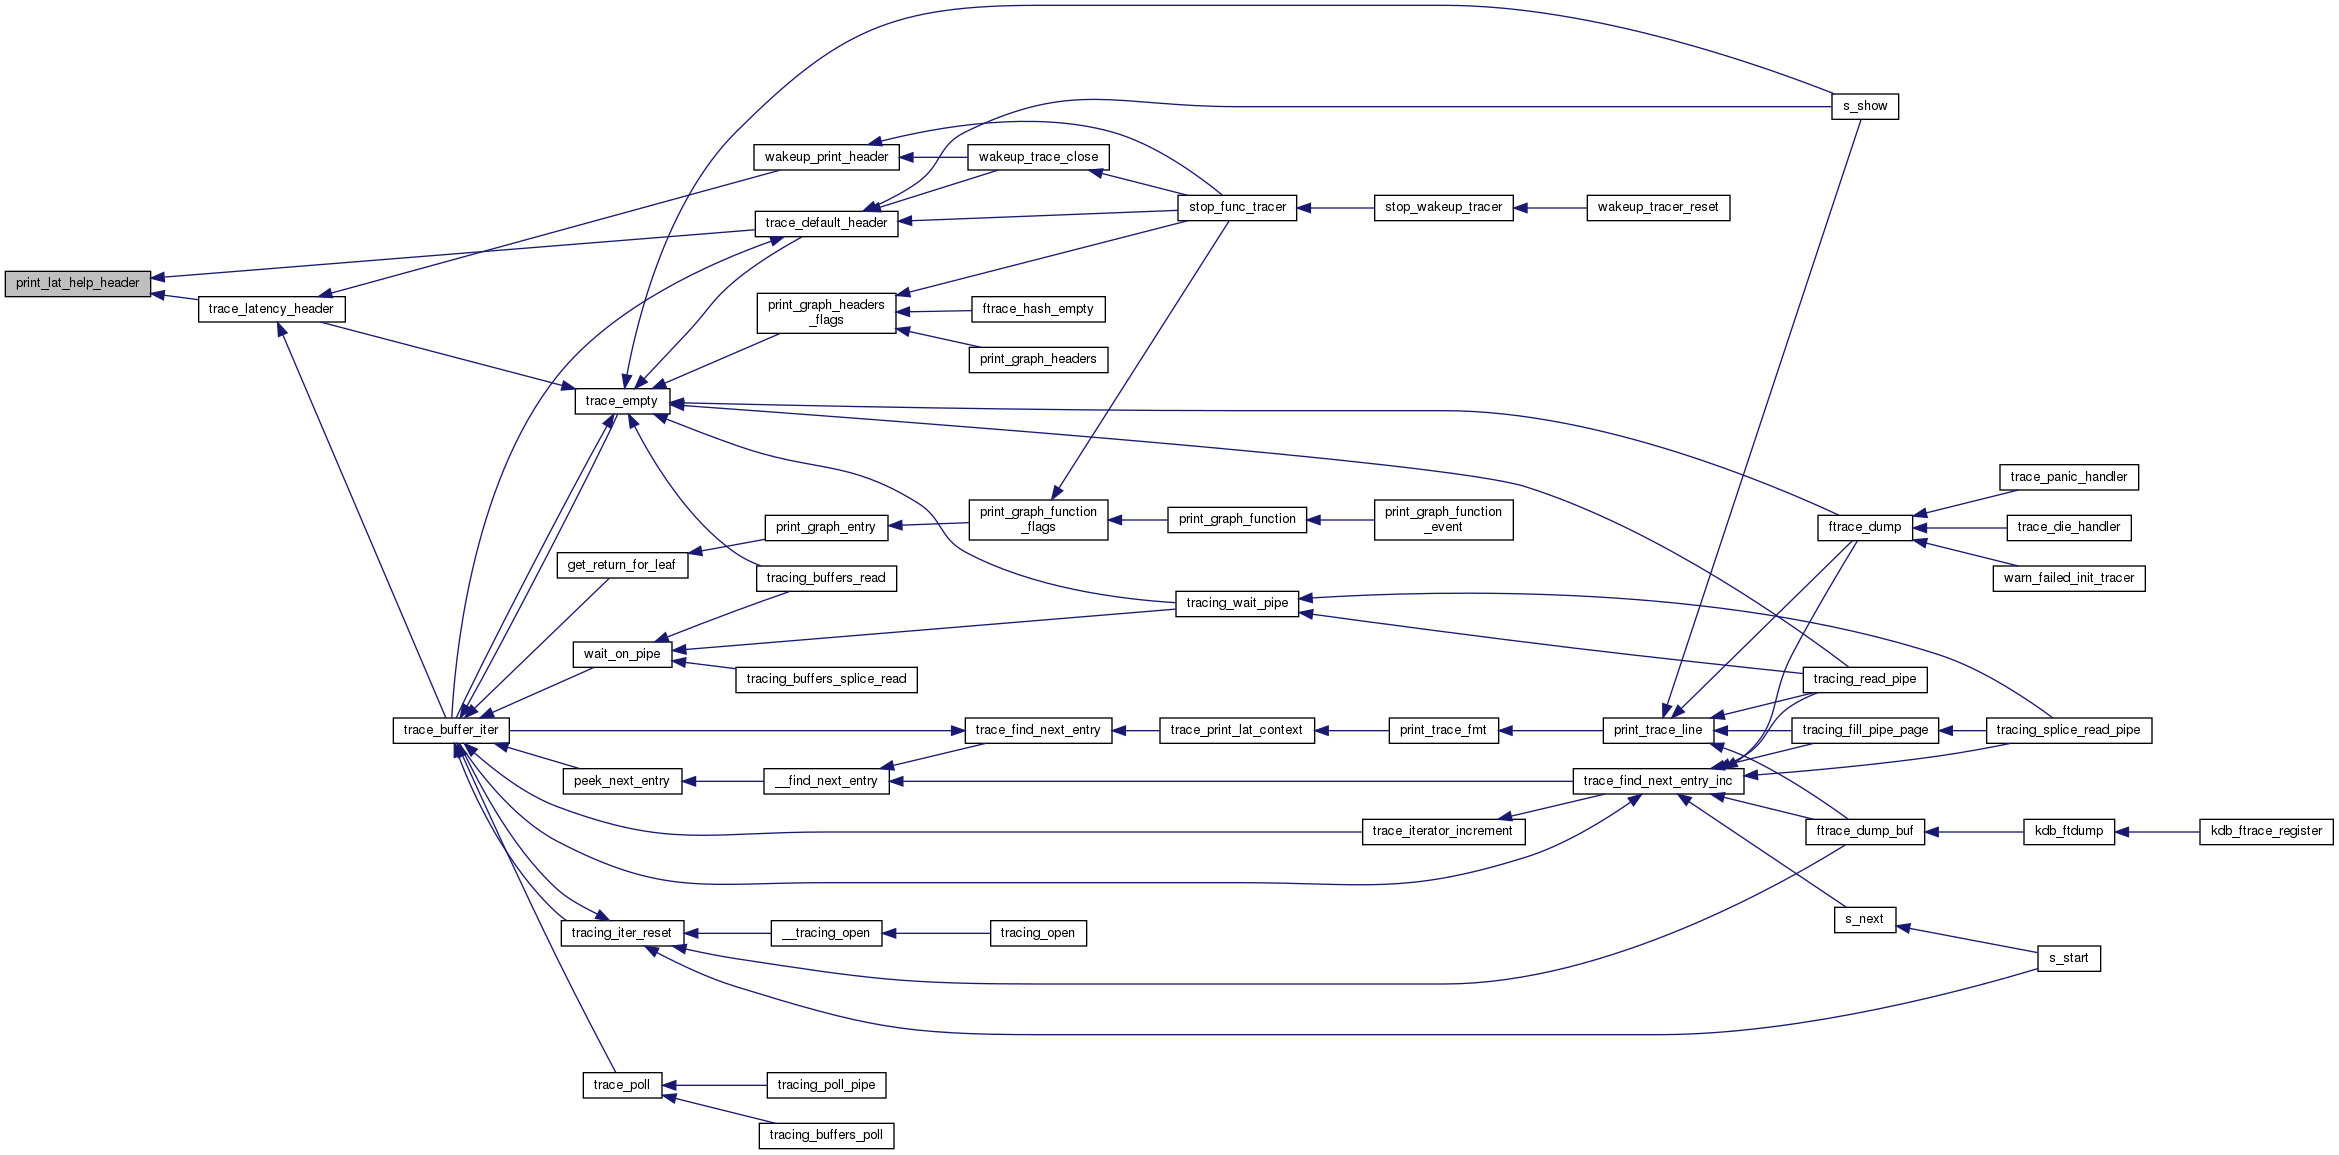 s_show
wakeup_print_header
wakeup_trace_close
stop_func_tracer
stop_wakeup_tracer
wakeup_tracer_reset
trace_default_header
print_lat_help_header
trace_latency_header
print_graph_headers
_flags
ftrace_hash_empty
print_graph_headers
trace_empty
trace_panic_handler
print_graph_function
_flags
print_graph_function
print_graph_function
_event
print_graph_entry
ftrace_dump
trace_die_handler
get_return_for_leaf
tracing_buffers_read
warn_failed_init_tracer
tracing_wait_pipe
wait_on_pipe
tracing_buffers_splice_read
tracing_read_pipe
trace_buffer_iter
trace_find_next_entry
trace_print_lat_context
print_trace_fmt
print_trace_line
tracing_fill_pipe_page
tracing_splice_read_pipe
peek_next_entry
__find_next_entry
trace_find_next_entry_inc
trace_iterator_increment
ftrace_dump_buf
kdb_ftdump
kdb_ftrace_register
s_next
tracing_iter_reset
__tracing_open
tracing_open
s_start
trace_poll
tracing_poll_pipe
tracing_buffers_poll